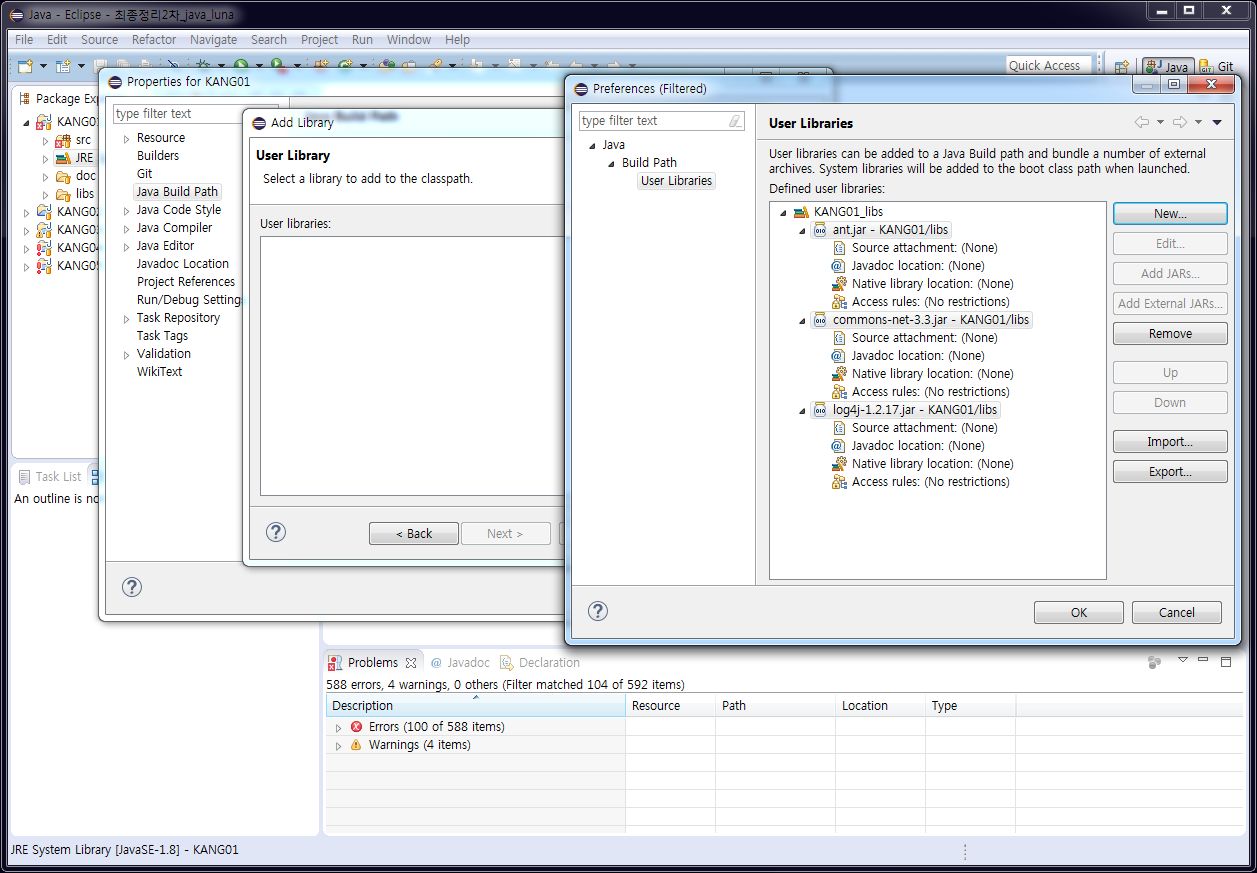 Java - Eclipse - 최종정리2차_java_luna
File Edit Source Refactor Navigate Search Project Run Window Help
Quick Access
Java
Git
Package
KANG0
src
JRE
doc
libs
KANG02
KANG03
KANG04
KANG05
Task List
An outline is no
Properties for KANG01
type filter text
Resource
Builders
Git
Java Build Path
Java Code Style
Java Compiler
Java Editor
Javadoc Location
Project References
Run/Debug Setting
Task Repository
Task Tags
Validation
WikiText
Java Build Path
Add Library
User Library
Select a library to add to the classpath.
User libraries:
< Back
Next >
Preferences (Filtered)
type filter text
Java
Build Path
User Libraries
User Libraries
User libraries can be added to a Java Build path and bundle a number of external
archives. System libraries will be added to the boot class path when launched.
Defined user libraries:
KANG01_libs
ant.jar - KANG01/libs
Source attachment: (None)
Javadoc location: (None)
Native library location: (None)
Access rules: (No restrictions)
commons-net-3.3.jar - KANG01/libs
Source attachment: (None)
Javadoc location: (None)
Native library location: (None)
Access rules: (No restrictions)
log4j-1.2.17.jar - KANG01/libs
Source attachment: (None)
Javadoc location: (None)
Native library location: (None)
Access rules: (No restrictions)
New...
Edit...
Add JARs...
Add External JARs...
Remove
Up
Down
Import...
Export...
OK
Cancel
Problems
@ Javadoc
Declaration
588 errors, 4 warnings, 0 others (Filter matched 104 of 592 items)
Description Resource Path Location Type
Errors (100 of 588 items)
Warnings (4 items)
JRE System Library [JavaSE-1.8] - KANG01